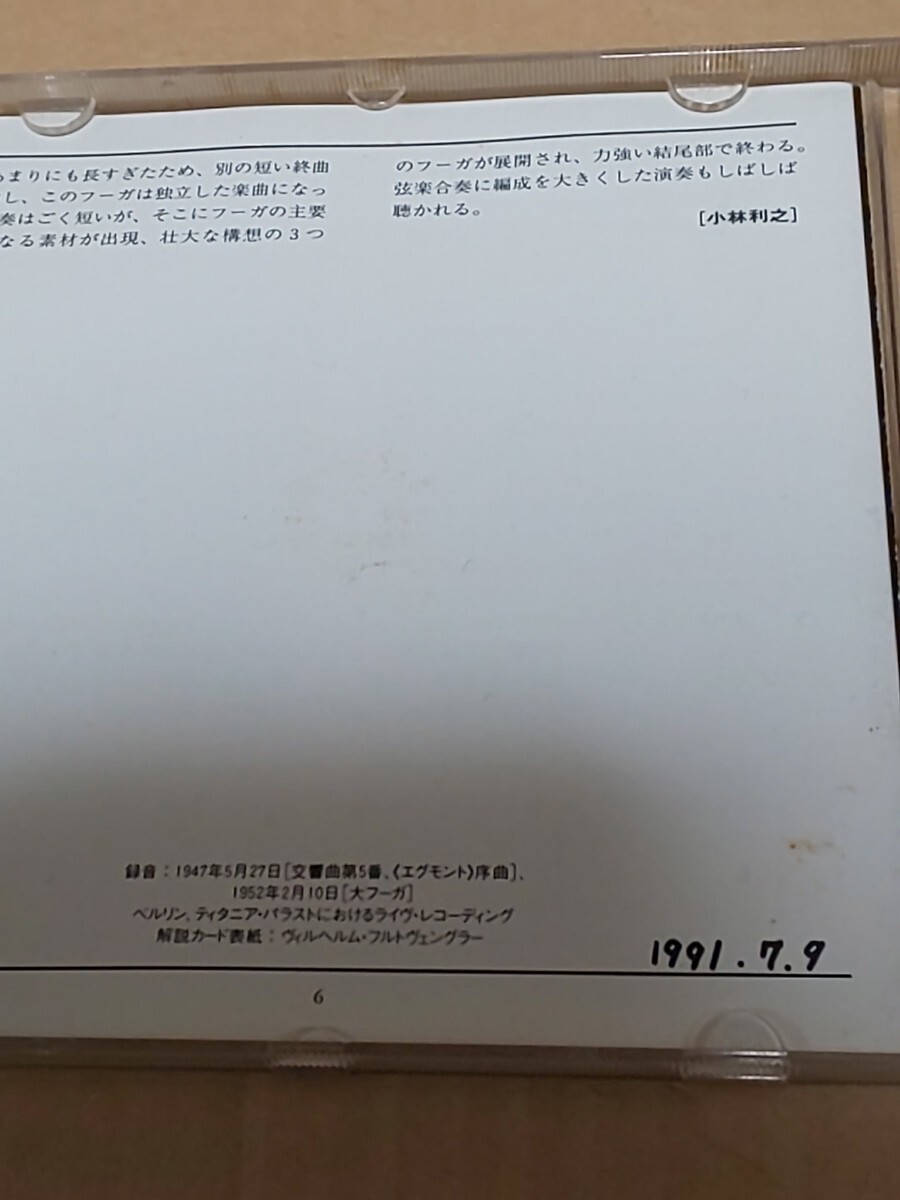 まりにも長すぎたため、別の短い終曲
し、このフーガは独立した楽曲になっ
奏はごく短いが、そこにフーガの主要
なる素材が出現、壮大な構想の3つ
のフーガが展開され、力強い結尾部で終わる。
弦楽合奏に編成を大きくした演奏もしばしば
聴かれる。
[小林利之]
録音：1947年5月27日[交響曲第5番、〈エグモント〉序曲]、
1952年2月10日[大フーガ]
ベルリン、ティタニア・パラストにおけるライヴ・レコーディング
解説カード表紙：ヴィルヘルム・フルトヴェングラー
1991.7.9
6